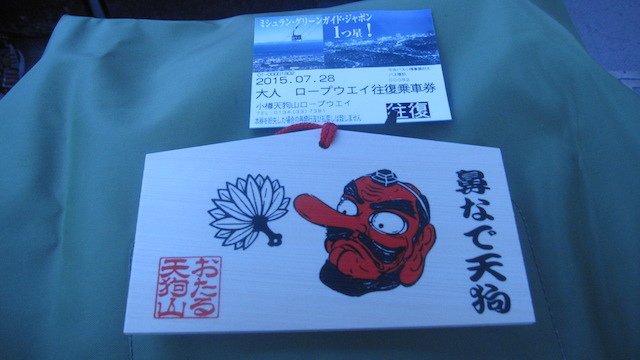 ミシュラン・グリーンガイド・ジャポン
1つ星!
2015.07.28
大人 ロープウエイ往復乗車券
小樽天狗山ロープウエイ
往復
鼻なで天狗
おたる
天狗山